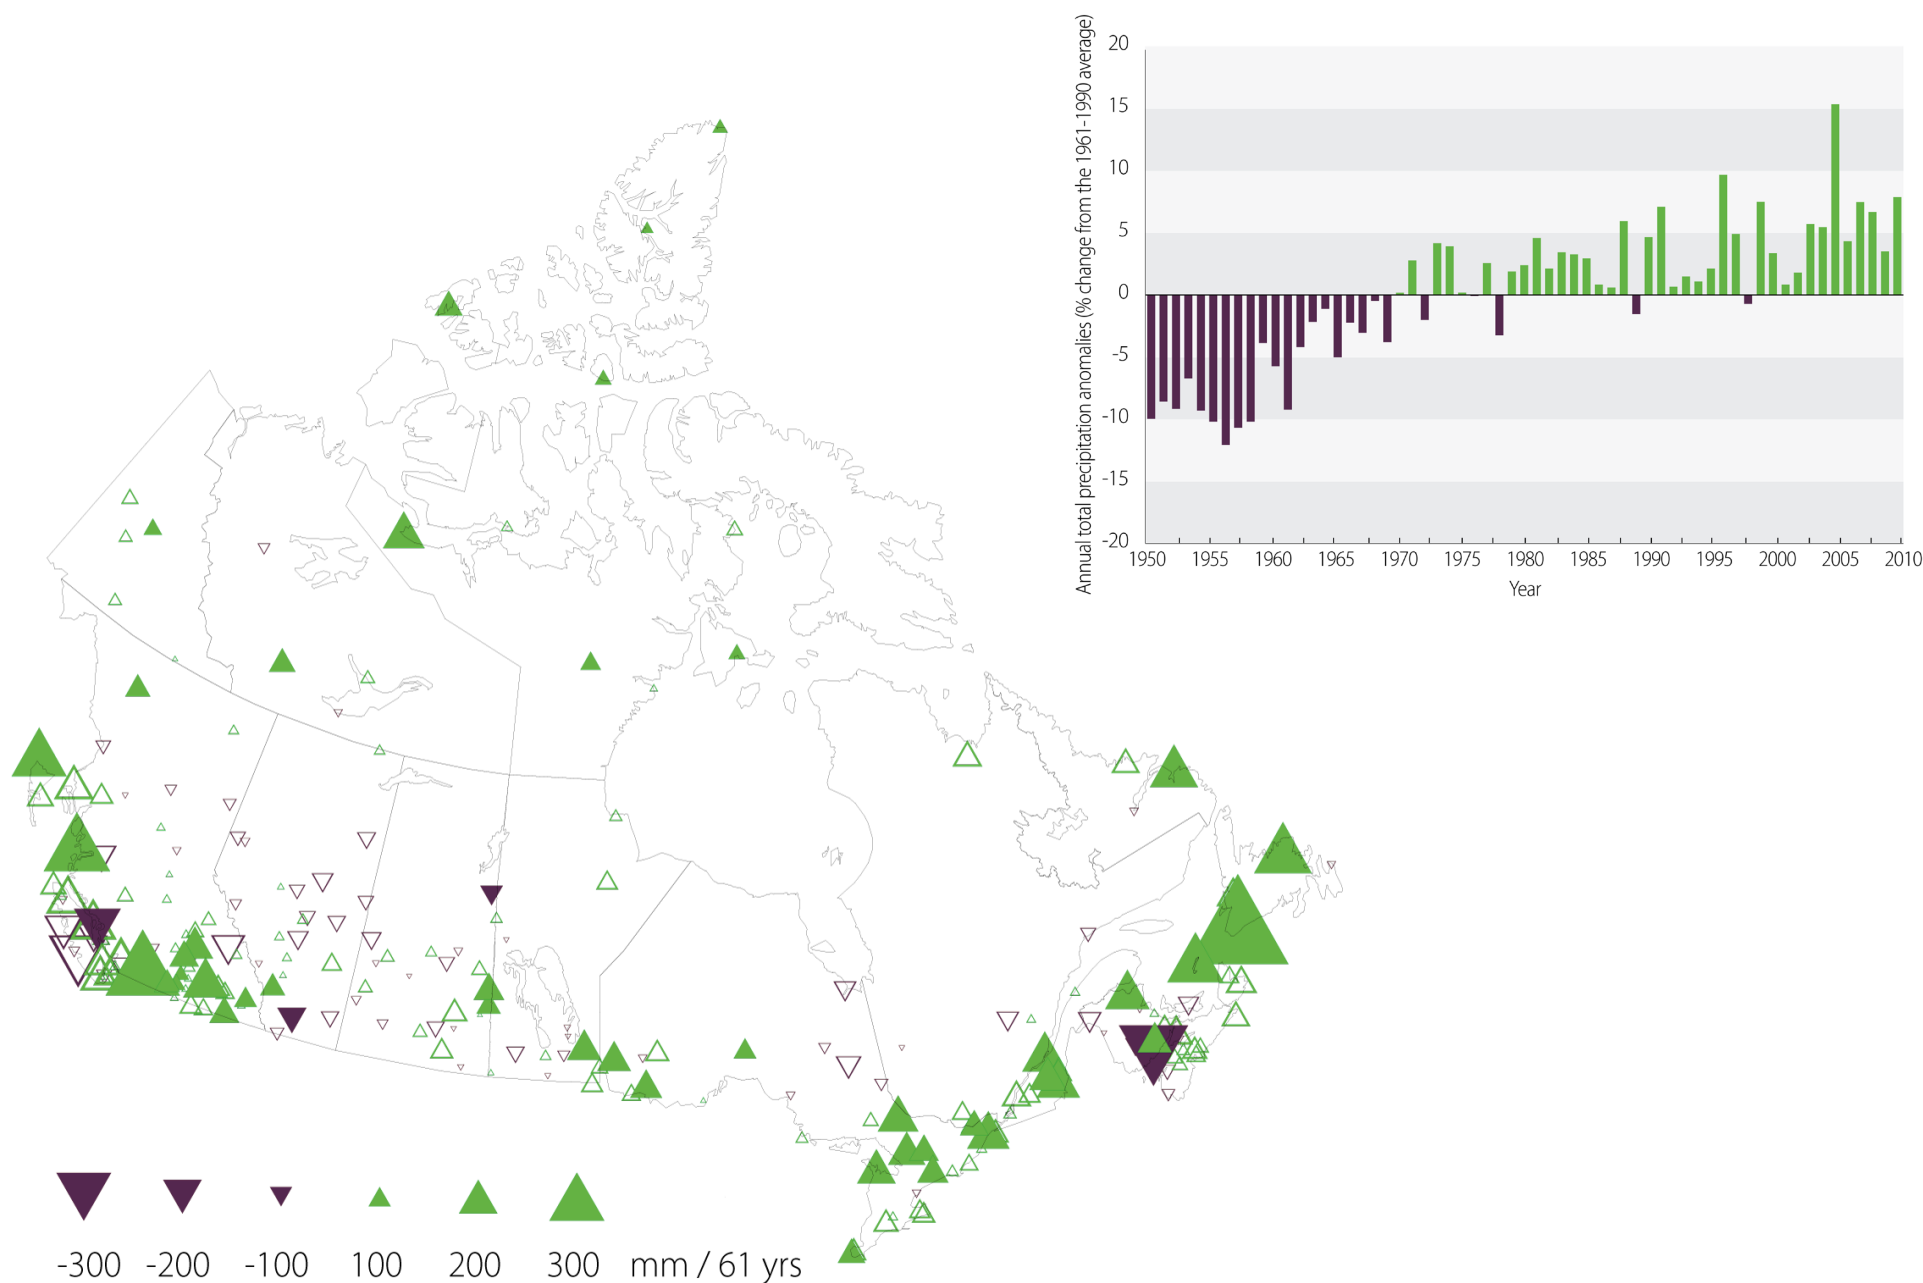 Annual total precipitation anomalies (% change from the 1961-1990 average)
20
15
10
5
0
-5
-10
-15
-20
1950 1955 1960 1965 1970 1975 1980 1985 1990 1995 2000 2005 2010
Year
-300 -200 -100 100 200 300 mm / 61 yrs